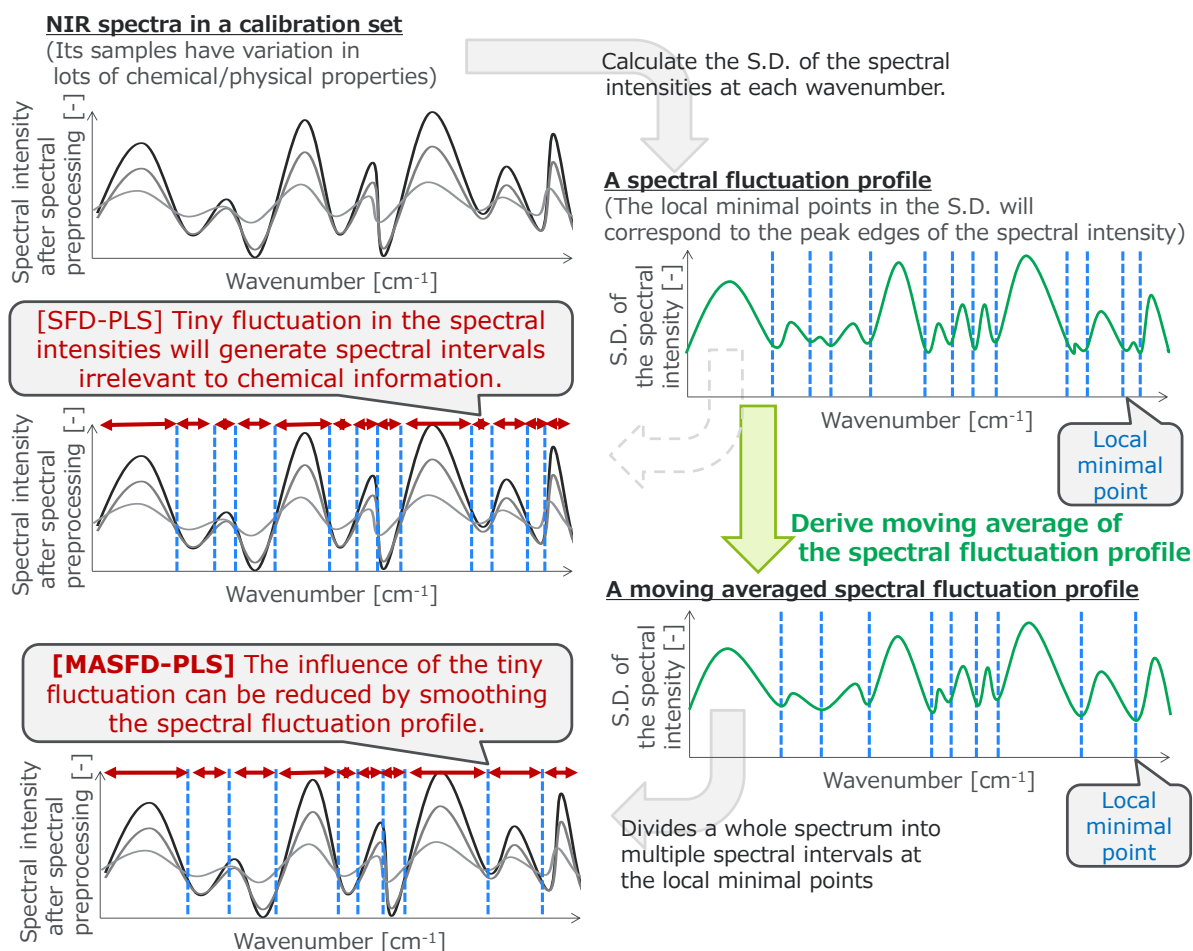 NIR spectra in a calibration set
(Its samples have variation in
lots of chemical/physical properties)
Calculate the S.D. of the spectral
intensities at each wavenumber.
Spectral intensity
after spectral
preprocessing [-]
Wavenumber [cm⁻¹]
A spectral fluctuation profile
(The local minimal points in the S.D. will
correspond to the peak edges of the spectral intensity)
S.D. of
the spectral
intensity [-]
Wavenumber [cm⁻¹]
Local
minimal
point
[SFD-PLS] Tiny fluctuation in the spectral
intensities will generate spectral intervals
irrelevant to chemical information.
Spectral intensity
after spectral
preprocessing [-]
Wavenumber [cm⁻¹]
Derive moving average of
the spectral fluctuation profile
A moving averaged spectral fluctuation profile
S.D. of
the spectral
intensity [-]
Wavenumber [cm⁻¹]
Local
minimal
point
[MASFD-PLS] The influence of the tiny
fluctuation can be reduced by smoothing
the spectral fluctuation profile.
Divides a whole spectrum into
multiple spectral intervals at
the local minimal points
Spectral intensity
after spectral
preprocessing [-]
Wavenumber [cm⁻¹]